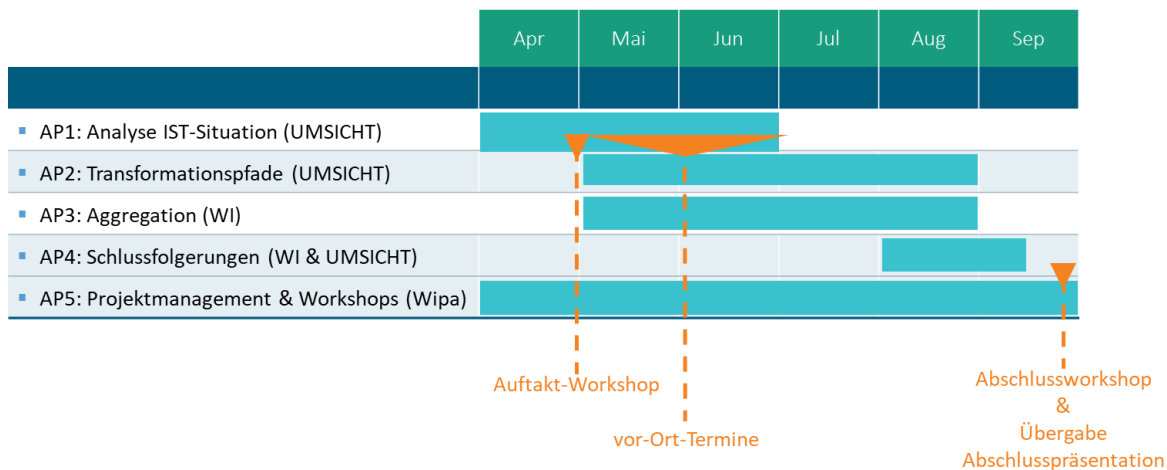 Apr Mai Jun Jul Aug Sep
AP1: Analyse IST-Situation (UMSICHT)
AP2: Transformationspfade (UMSICHT)
AP3: Aggregation (WI)
AP4: Schlussfolgerungen (WI & UMSICHT)
AP5: Projektmanagement & Workshops (Wipa)
Auftakt-Workshop
vor-Ort-Termine
Abschlussworkshop
&
Übergabe
Abschlusspräsentation